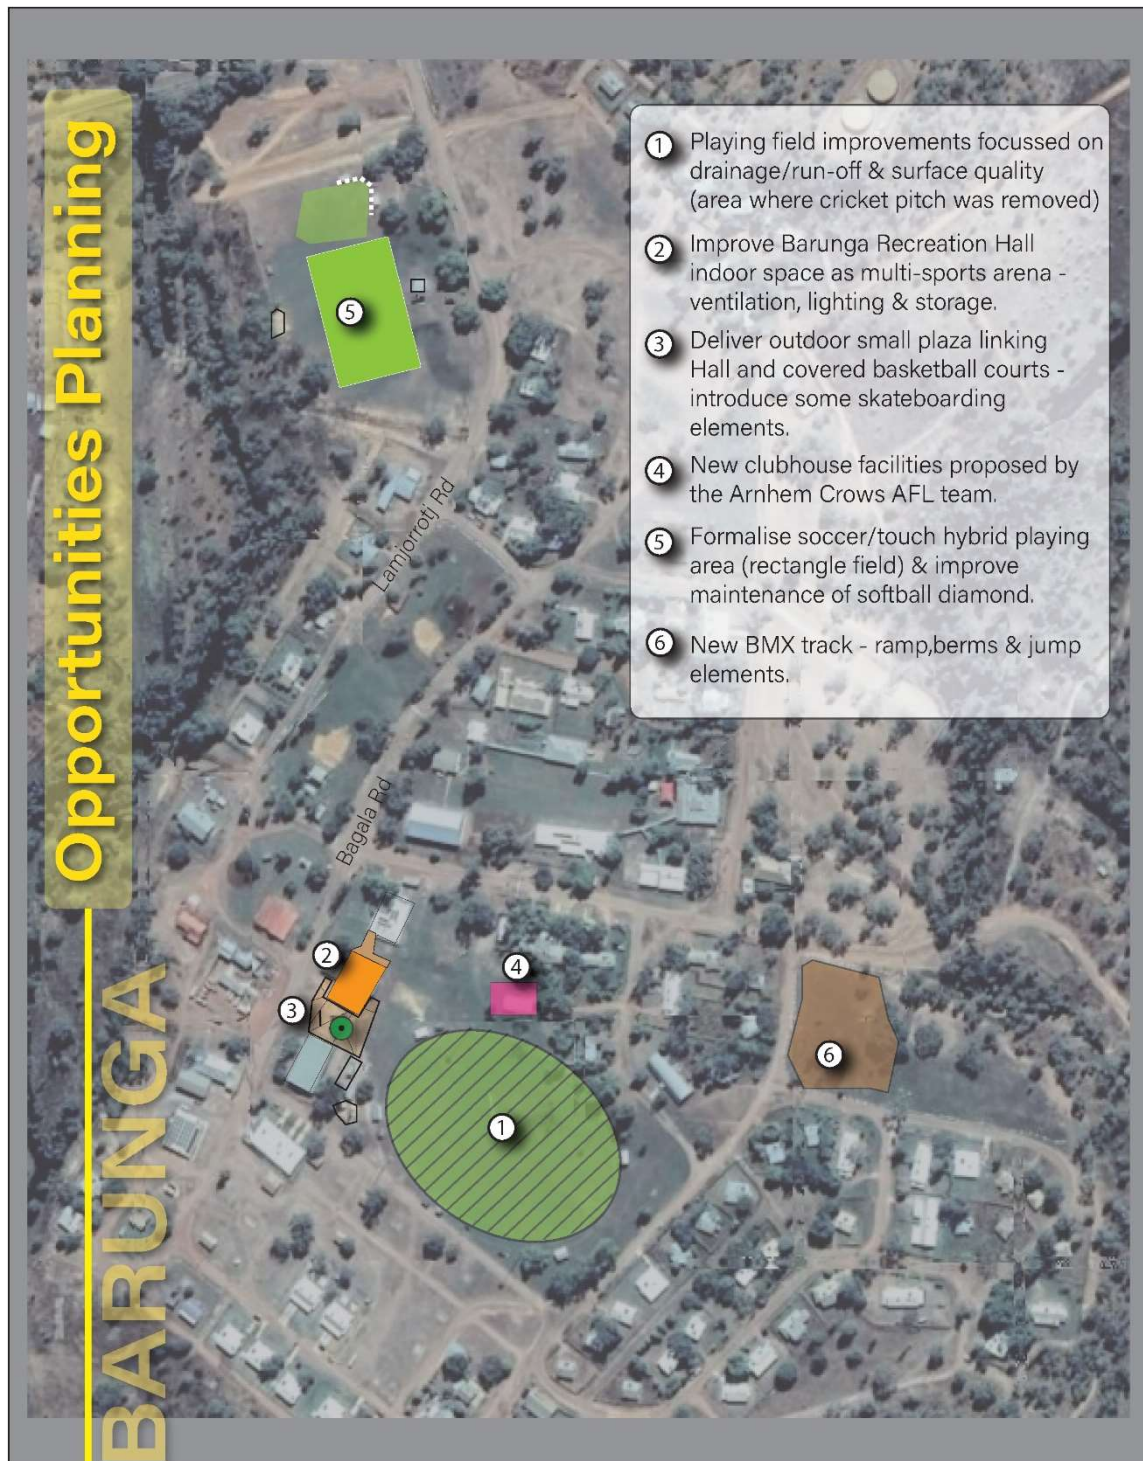 Opportunities Planning
BARUNGA
1 Playing field improvements focussed on
drainage/run-off & surface quality
(area where cricket pitch was removed)
2 Improve Barunga Recreation Hall
indoor space as multi-sports arena -
ventilation, lighting & storage.
3 Deliver outdoor small plaza linking
Hall and covered basketball courts -
introduce some skateboarding
elements.
4 New clubhouse facilities proposed by
the Arnhem Crows AFL team.
5 Formalise soccer/touch hybrid playing
area (rectangle field) & improve
maintenance of softball diamond.
6 New BMX track - ramp,berms & jump
elements.
5
Lamjorrotj Rd
Bagala Rd
2
4
3
6
1